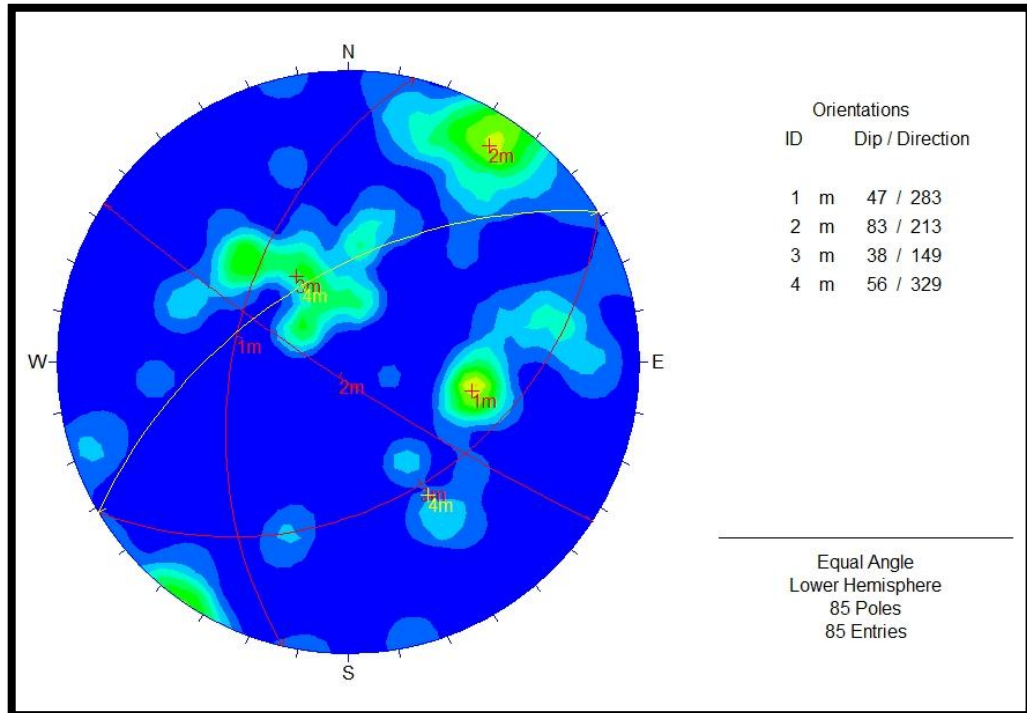 N
Orientations
ID Dip / Direction
2m
1 m 47 / 283
2 m 83 / 213
3 m 38 / 149
4 m 56 / 329
3m
4m
1m
W
E
2m
1m
3m
4m
Equal Angle
Lower Hemisphere
85 Poles
85 Entries
S